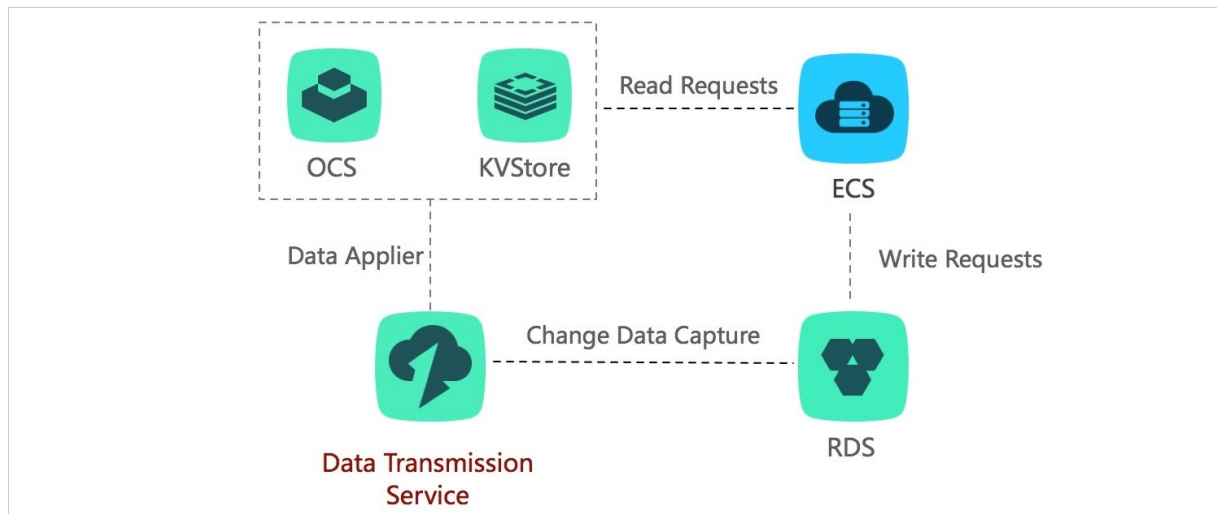 Read Requests
OCS
KVStore
ECS
Data Applier
Write Requests
Change Data Capture
RDS
Data Transmission
Service